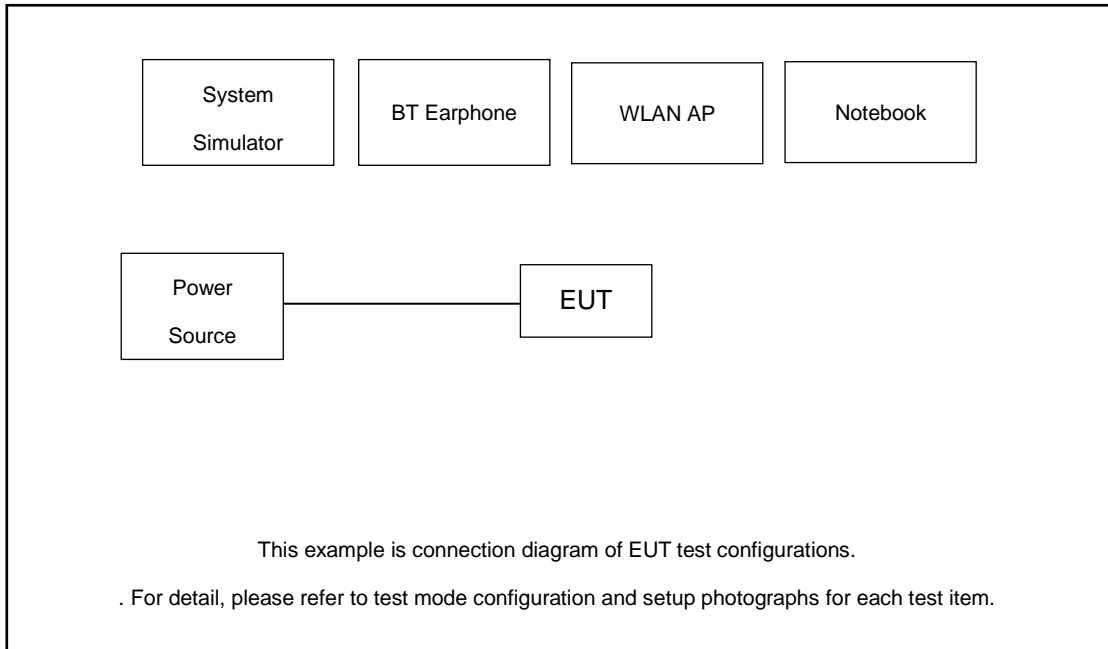 System
Simulator
BT Earphone
WLAN AP
Notebook
Power
Source
EUT
This example is connection diagram of EUT test configurations.
. For detail, please refer to test mode configuration and setup photographs for each test item.